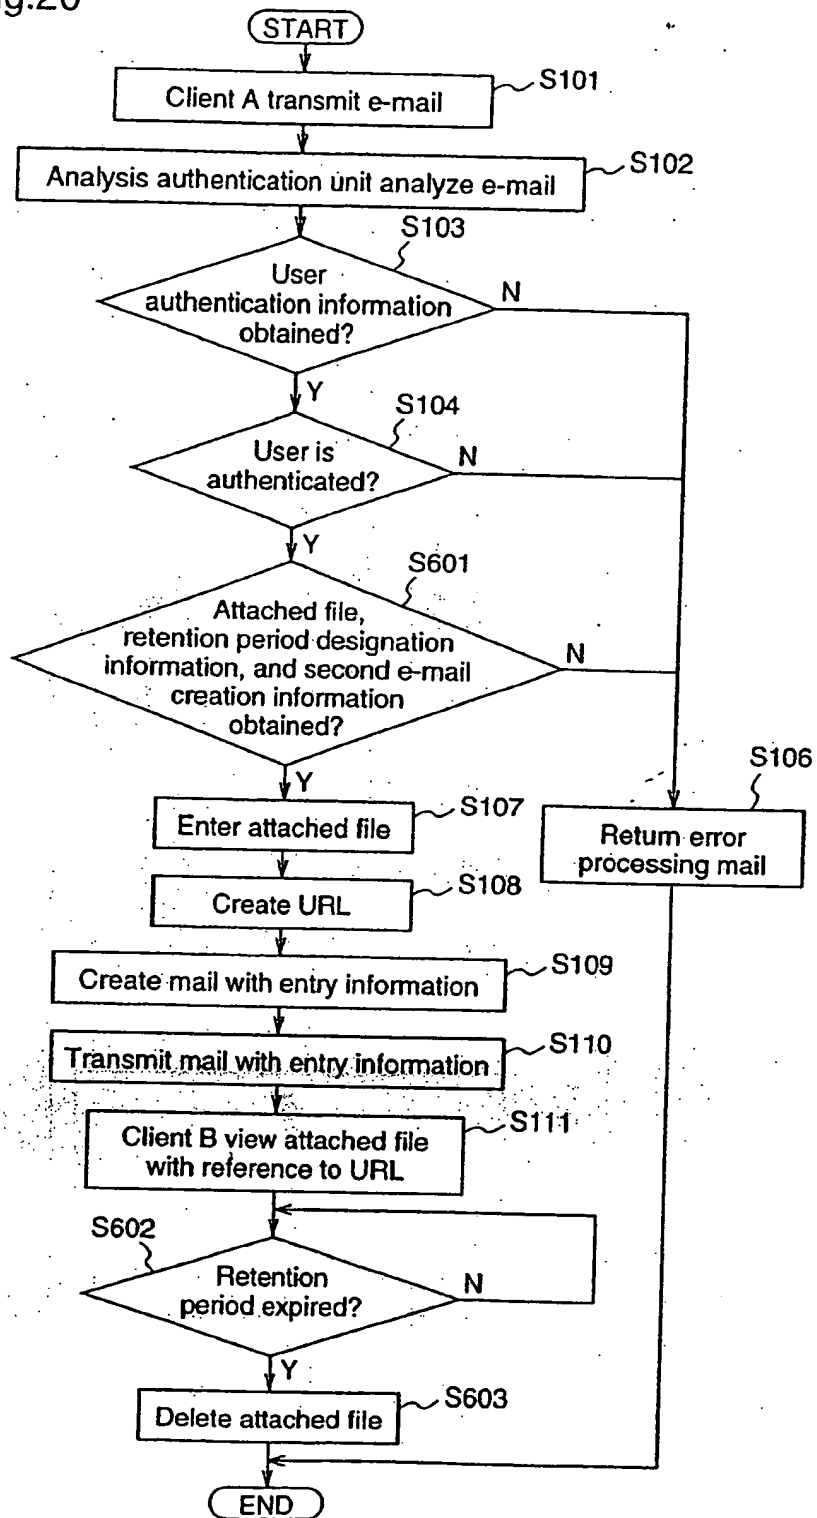 START
S101
Client A transmit e-mail
S102
Analysis authentication unit analyze e-mail
S103
User
authentication information
obtained?
N
Y
S104
User is
authenticated?
N
Y
S601
Attached file,
retention period designation
information, and second e-mail
creation information
obtained?
N
Y
S106
Return error
processing mail
S107
Enter attached file
S108
Create URL
S109
Create mail with entry information
S110
Transmit mail with entry information
S111
Client B view attached file
with reference to URL
S602
Retention
period expired?
N
Y
S603
Delete attached file
END